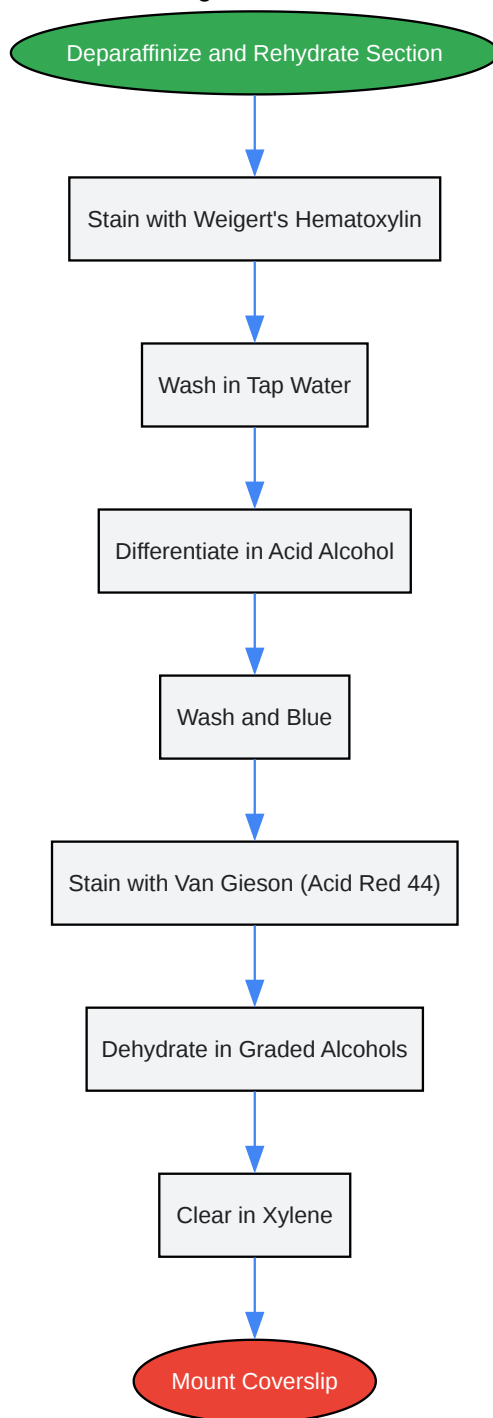 Deparaffinize and Rehydrate Section
Stain with Weigert's Hematoxylin
Wash in Tap Water
Differentiate in Acid Alcohol
Wash and Blue
Stain with Van Gieson (Acid Red 44)
Dehydrate in Graded Alcohols
Clear in Xylene
Mount Coverslip